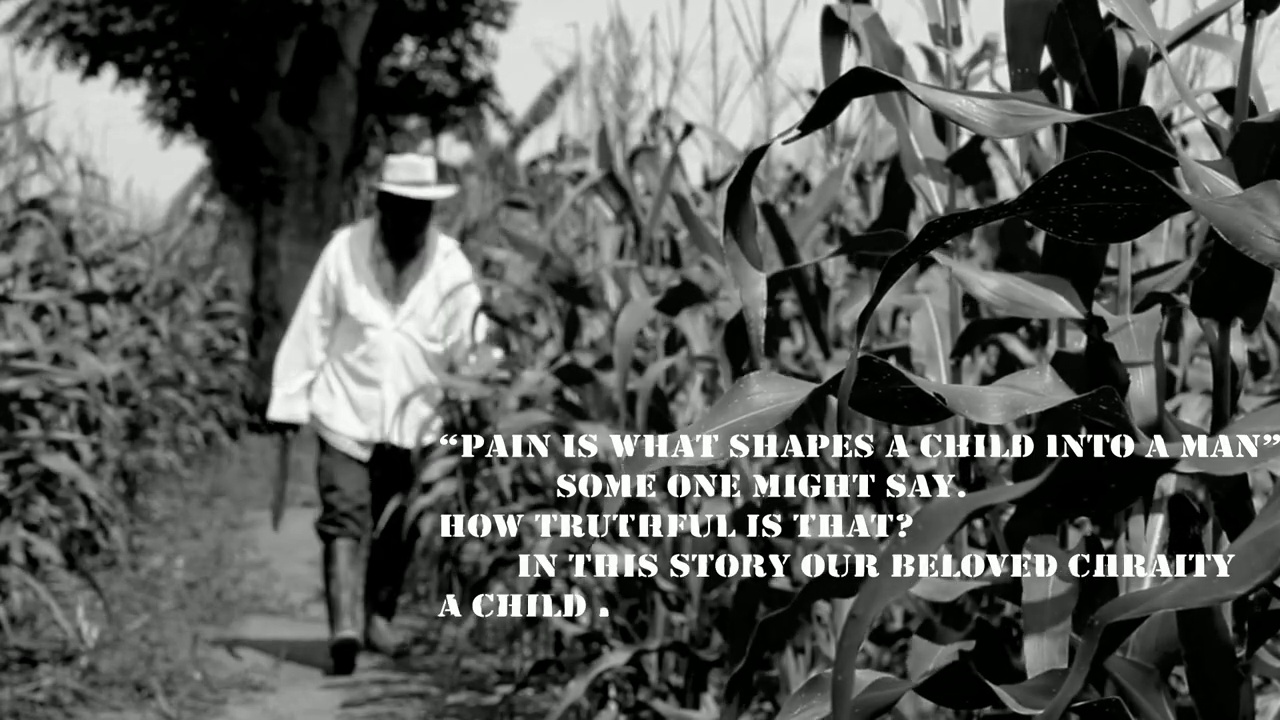 “PAIN IS WHAT SHAPES A CHILD INTO A MAN”
SOME ONE MIGHT SAY.
HOW TRUTHFUL IS THAT?
IN THIS STORY OUR BELOVED CHRAITY
A CHILD .